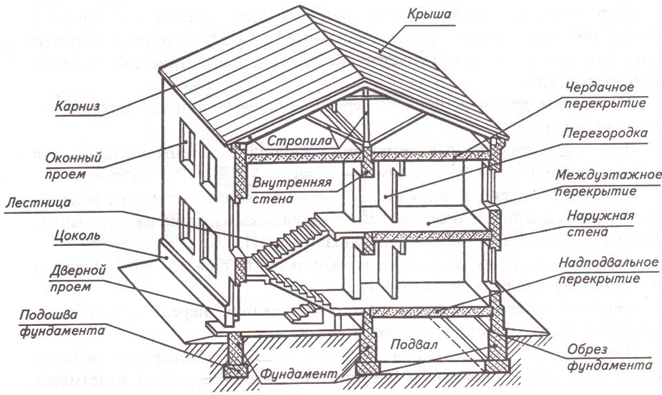 Крыша
Карниз
Чердачное
перекрытие
Стропила
Перегородка
Оконный
проем
Внутренняя
стена
Междуэтажное
перекрытие
Лестница
Наружная
стена
Цоколь
Надподвальное
перекрытие
Дверной
проем
Подошва
фундамента
Фундамент
Подвал
Обрез
фундамента